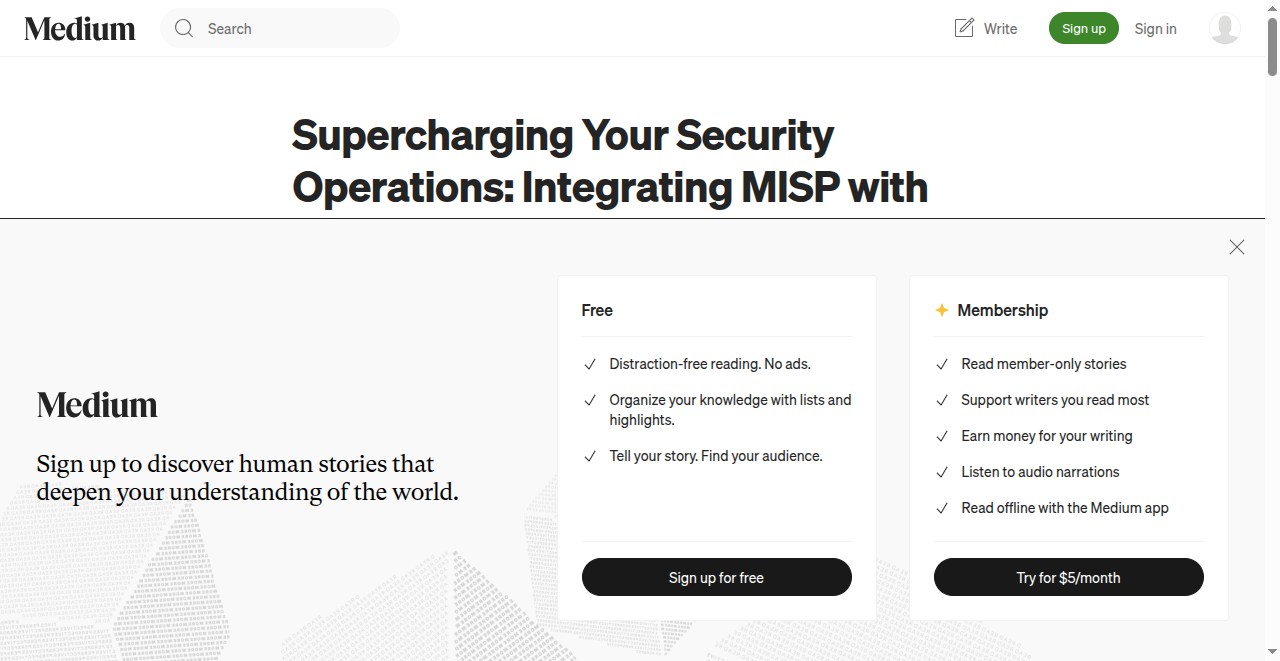 Medium
Search
Write
Sign up
Sign in
Supercharging Your Security
Operations: Integrating MISP with
Medium
Sign up to discover human stories that
deepen your understanding of the world.
Free
Distraction-free reading. No ads.
Organize your knowledge with lists and
highlights.
Tell your story. Find your audience.
Sign up for free
Membership
Read member-only stories
Support writers you read most
Earn money for your writing
Listen to audio narrations
Read offline with the Medium app
Try for $5/month